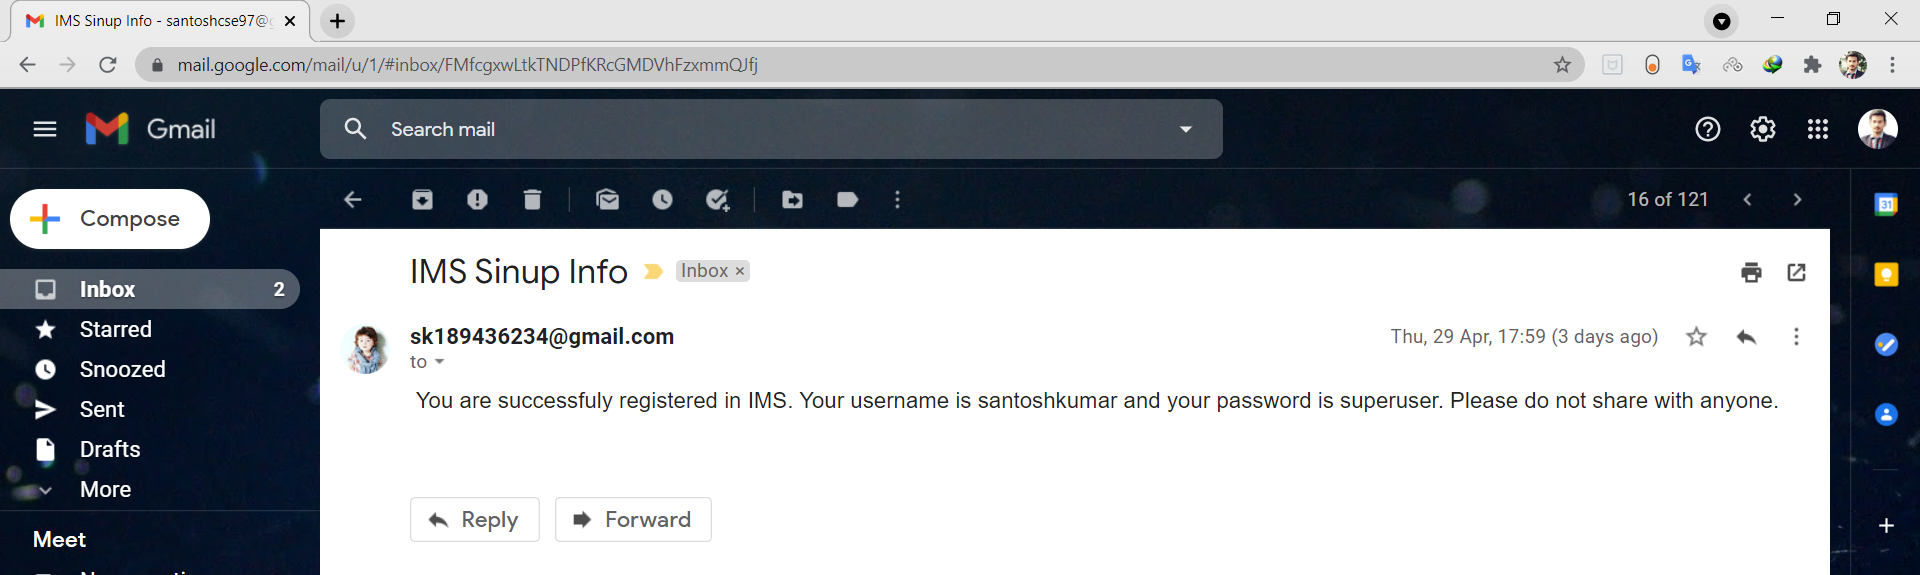 IMS Sinup Info - santoshcse97@g
mail.google.com/mail/u/1/#inbox/FMfcgxwLtkTNDPfKRcGMDVhFzxmmQJfj
Gmail
Search mail
Compose
16 of 121
31
IMS Sinup Info
Inbox ×
Inbox 2
Starred
sk189436234@gmail.com
Thu, 29 Apr, 17:59 (3 days ago)
to
Snoozed
You are successfuly registered in IMS. Your username is santoshkumar and your password is superuser. Please do not share with anyone.
Sent
Drafts
More
Reply
Forward
Meet